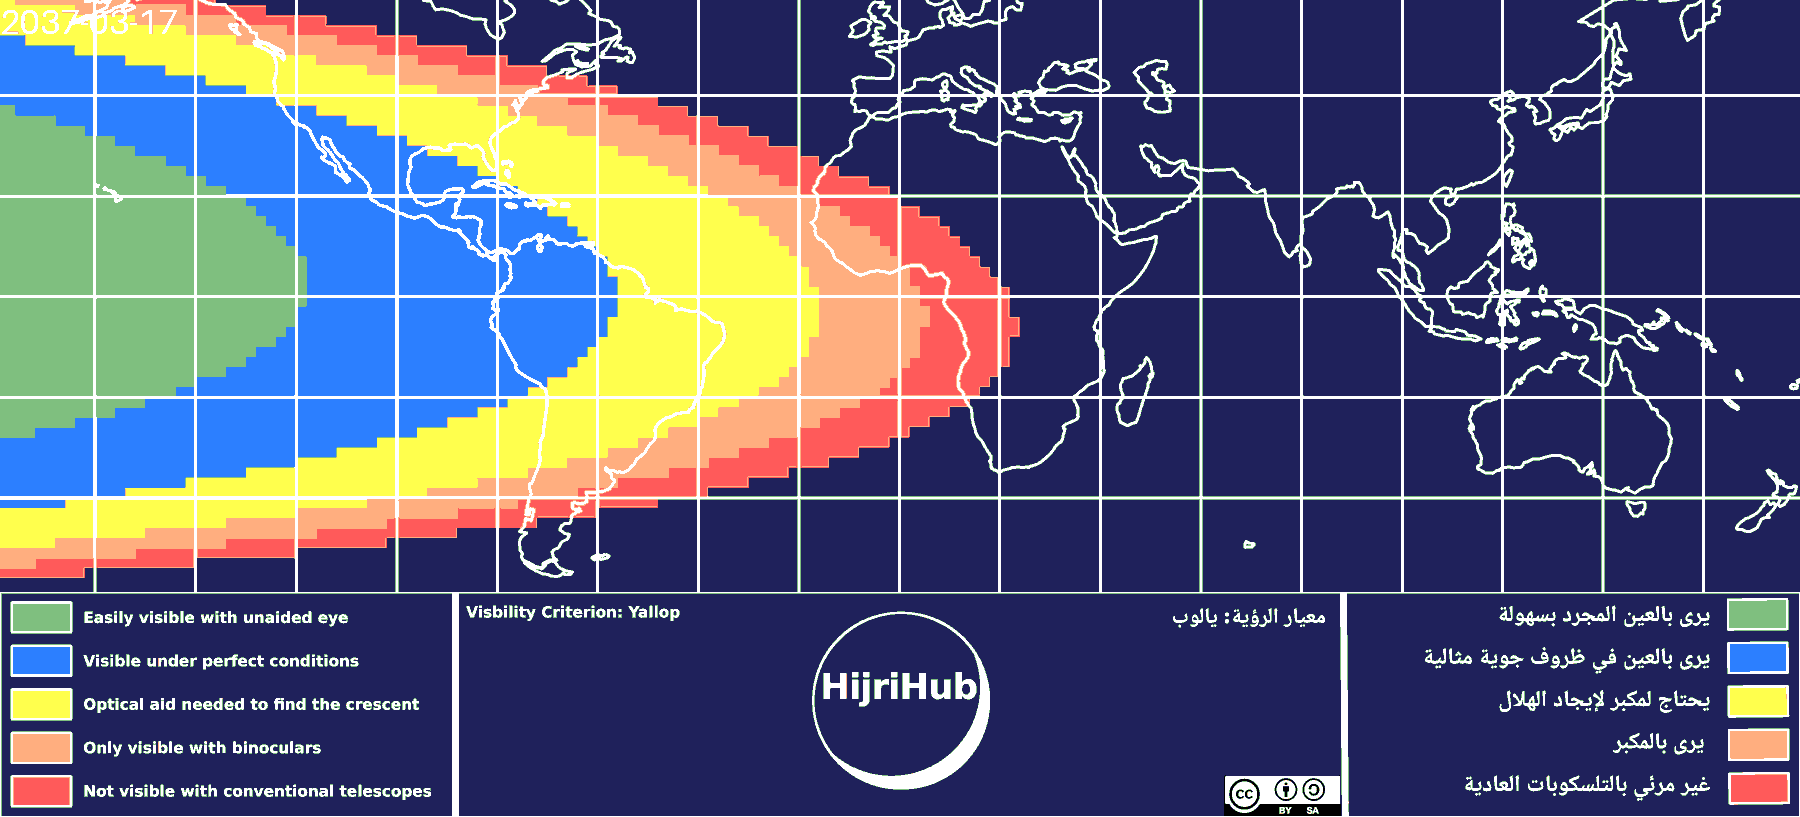 2037-03-17
Easily visible with unaided eye
Visible under perfect conditions
Optical aid needed to find the crescent
Only visible with binoculars
Not visible with conventional telescopes
Visbility Criterion: Yallop
معيار الرؤية: يالوب
HijriHub
cc
BY SA
يرى بالعين المجرد بسهولة
يرى بالعين في ظروف جوية مثالية
يحتاج لمكبر لإيجاد الهلال
يرى بالمكبر
غير مرئي بالتلسكوبات العادية